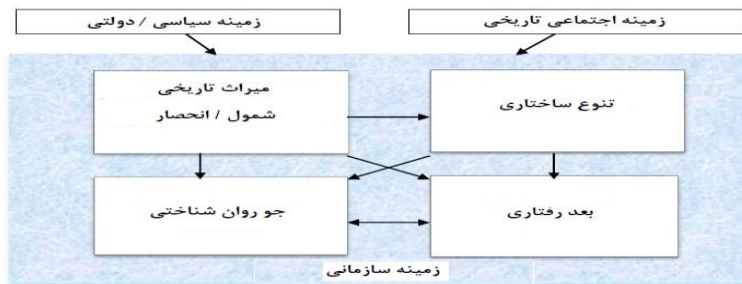 زمینه اجتماعی تاریخی
زمینه سیاسی / دولتی
تنوع ساختاری
میراث تاریخی
شمول / انحصار
بعد رفتاری
جو روان شناختی
زمینه سازمانی